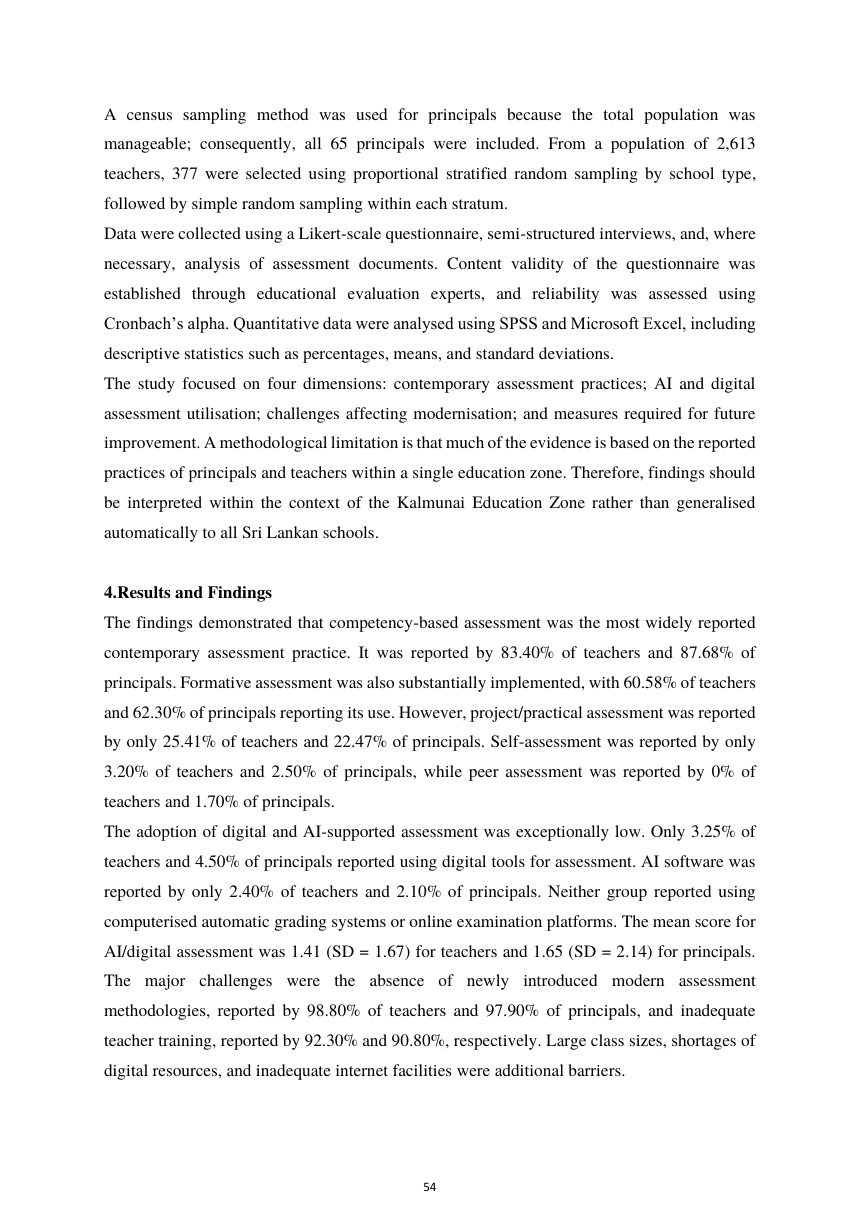 A census sampling method was used for principals because the total population was
manageable; consequently, all 65 principals were included. From a population of 2,613
teachers, 377 were selected using proportional stratified random sampling by school type,
followed by simple random sampling within each stratum.
Data were collected using a Likert-scale questionnaire, semi-structured interviews, and, where
necessary, analysis of assessment documents. Content validity of the questionnaire was
established through educational evaluation experts, and reliability was assessed using
Cronbach’s alpha. Quantitative data were analysed using SPSS and Microsoft Excel, including
descriptive statistics such as percentages, means, and standard deviations.
The study focused on four dimensions: contemporary assessment practices; AI and digital
assessment utilisation; challenges affecting modernisation; and measures required for future
improvement. A methodological limitation is that much of the evidence is based on the reported
practices of principals and teachers within a single education zone. Therefore, findings should
be interpreted within the context of the Kalmunai Education Zone rather than generalised
automatically to all Sri Lankan schools.
4.Results and Findings
The findings demonstrated that competency-based assessment was the most widely reported
contemporary assessment practice. It was reported by 83.40% of teachers and 87.68% of
principals. Formative assessment was also substantially implemented, with 60.58% of teachers
and 62.30% of principals reporting its use. However, project/practical assessment was reported
by only 25.41% of teachers and 22.47% of principals. Self-assessment was reported by only
3.20% of teachers and 2.50% of principals, while peer assessment was reported by 0% of
teachers and 1.70% of principals.
The adoption of digital and AI-supported assessment was exceptionally low. Only 3.25% of
teachers and 4.50% of principals reported using digital tools for assessment. AI software was
reported by only 2.40% of teachers and 2.10% of principals. Neither group reported using
computerised automatic grading systems or online examination platforms. The mean score for
AI/digital assessment was 1.41 (SD = 1.67) for teachers and 1.65 (SD = 2.14) for principals.
The major challenges were the absence of newly introduced modern assessment
methodologies, reported by 98.80% of teachers and 97.90% of principals, and inadequate
teacher training, reported by 92.30% and 90.80%, respectively. Large class sizes, shortages of
digital resources, and inadequate internet facilities were additional barriers.
54